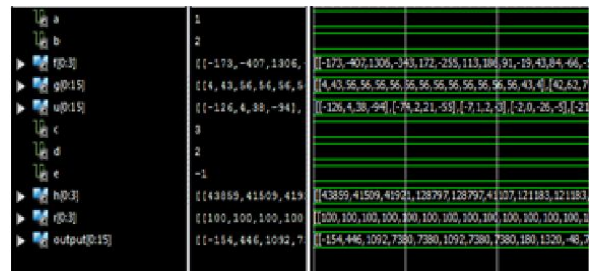 a 1
b 2
f[0:3] [[-173,-407,1306,- [[-173,-407,1306,-343,172,-255,113,186,91,-19,43,84,-66,-
g[0:15] [[4,43,56,56,56,5 [[4,43,56,56,56,56,56,56,56,56,56,56,56,56,43,4],[42,62,7
u[0:15] [[-126,4,38,-94], [[-126,4,38,-94],[-74,2,21,-55],[-7,1,2,-3],[-2,0,-26,-5],[-21
c 3
d 2
e -1
h[0:3] [[43859,41509,419 [[43859,41509,41921,128797,128797,41107,121183,121183,
r[0:3] [[100,100,100,100 [[100,100,100,100,100,100,100,100,100,100,100,100,100,1
output[0:15] [[-154,446,1092,7 [[-154,446,1092,7380,7380,1092,7380,7380,180,1320,-48,7